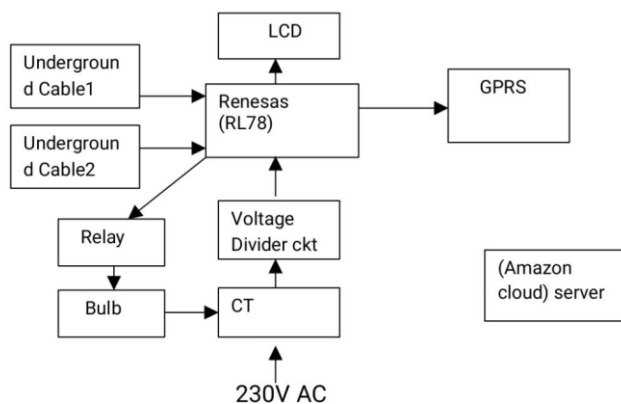 LCD
Undergroun
d Cable1
Renesas
(RL78)
GPRS
Undergroun
d Cable2
Relay
Voltage
Divider ckt
(Amazon
cloud) server
Bulb
CT
230V AC